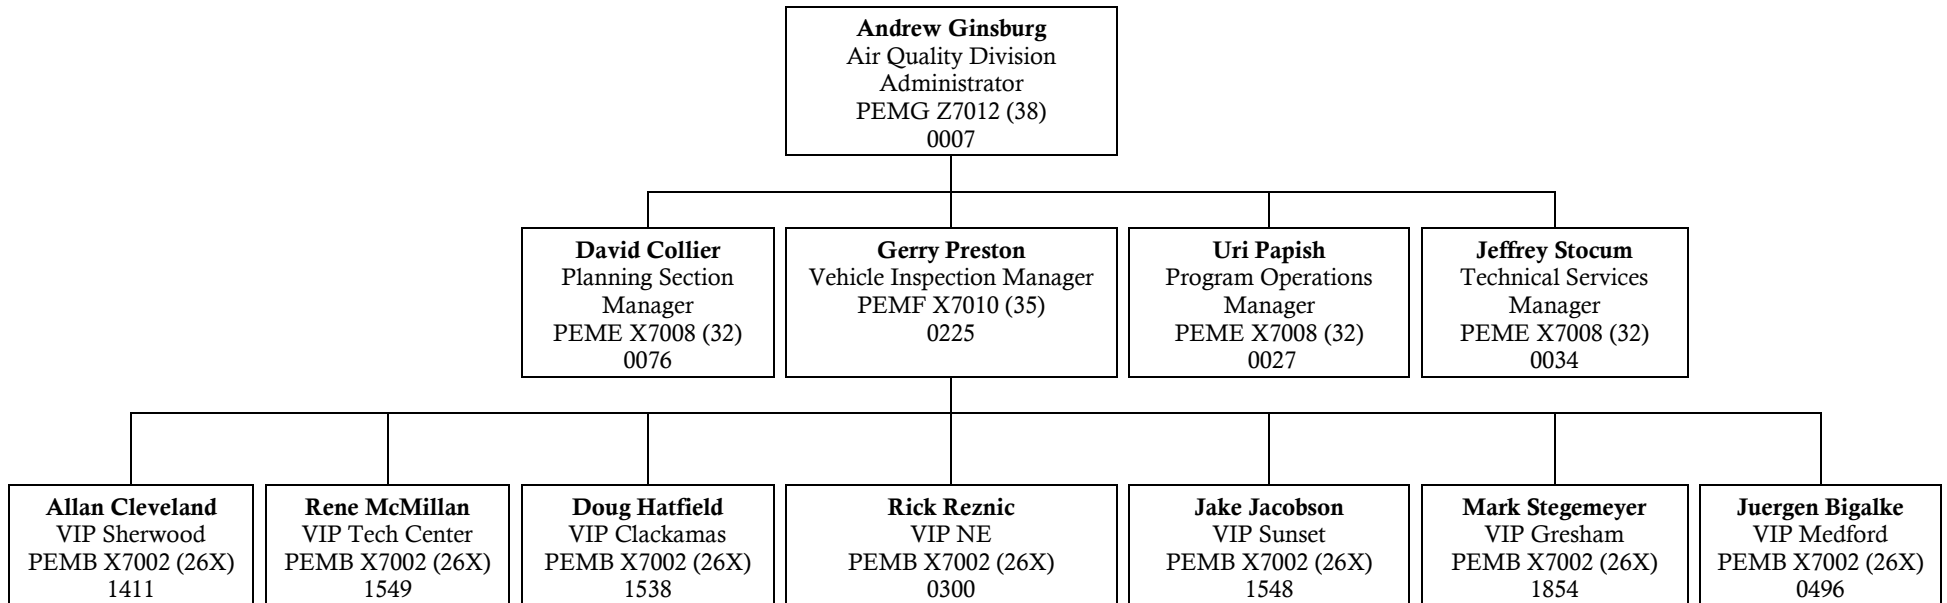 Andrew Ginsburg
Air Quality Division
Administrator
PEMG Z7012 (38)
0007
David Collier
Planning Section
Manager
PEME X7008 (32)
0076
Gerry Preston
Vehicle Inspection Manager
PEMF X7010 (35)
0225
Uri Papish
Program Operations
Manager
PEME X7008 (32)
0027
Jeffrey Stocum
Technical Services
Manager
PEME X7008 (32)
0034
Allan Cleveland
VIP Sherwood
PEMB X7002 (26X)
1411
Rene McMillan
VIP Tech Center
PEMB X7002 (26X)
1549
Doug Hatfield
VIP Clackamas
PEMB X7002 (26X)
1538
Rick Reznic
VIP NE
PEMB X7002 (26X)
0300
Jake Jacobson
VIP Sunset
PEMB X7002 (26X)
1548
Mark Stegemeyer
VIP Gresham
PEMB X7002 (26X)
1854
Juergen Bigalke
VIP Medford
PEMB X7002 (26X)
0496